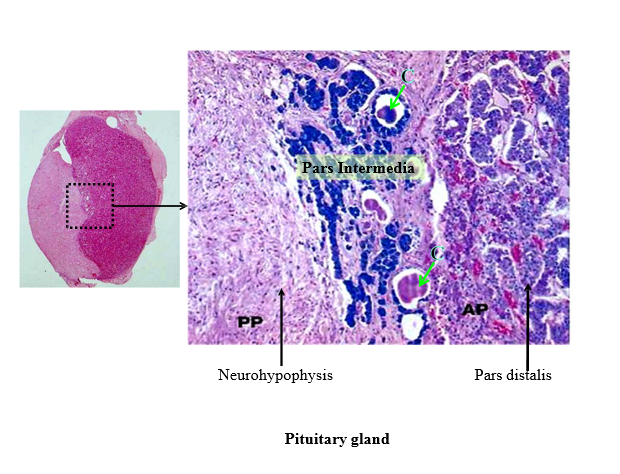 C
Pars Intermedia
C
PP
AP
Neurohypophysis
Pars distalis
Pituitary gland